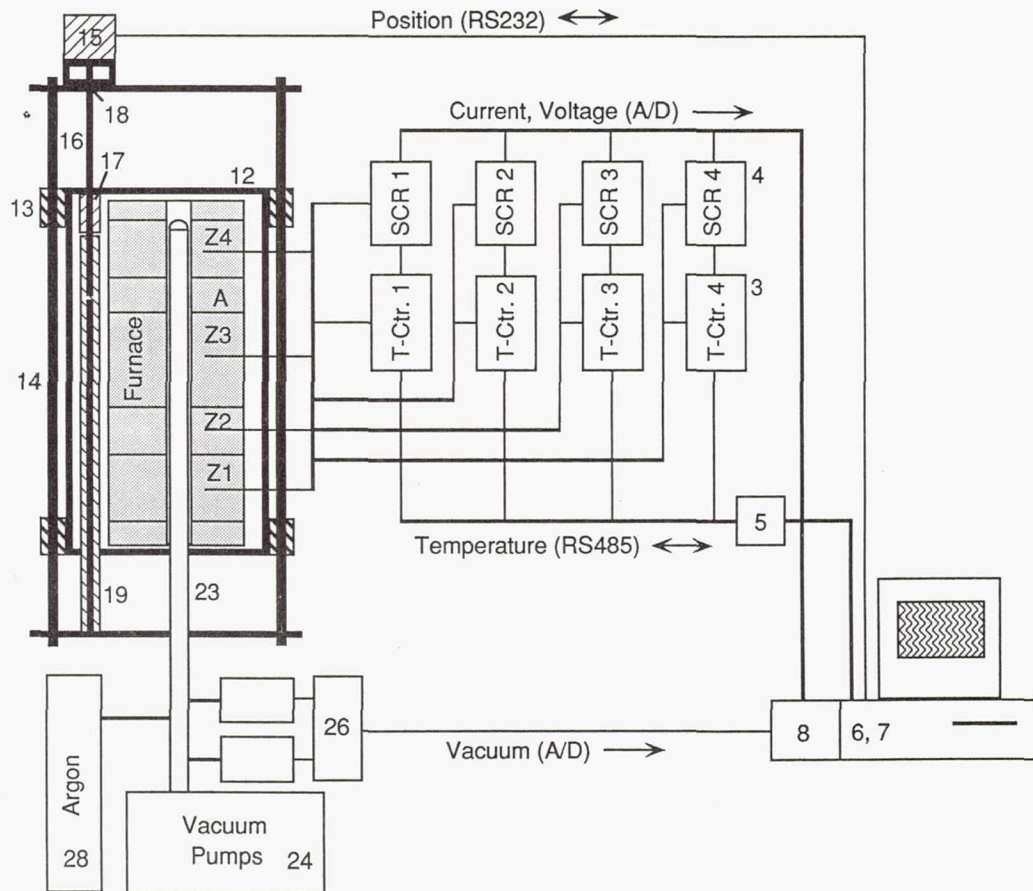 Position (RS232)
15
18
Current, Voltage (A/D)
16
17
12
13
SCR 1
SCR 2
SCR 3
SCR 4
4
Z4
A
T-Ctr. 1
T-Ctr. 2
T-Ctr. 3
T-Ctr. 4
3
Furnace
Z3
14
Z2
Z1
5
Temperature (RS485)
19
23
26
8
6, 7
Vacuum (A/D)
Argon
28
Vacuum
Pumps
24